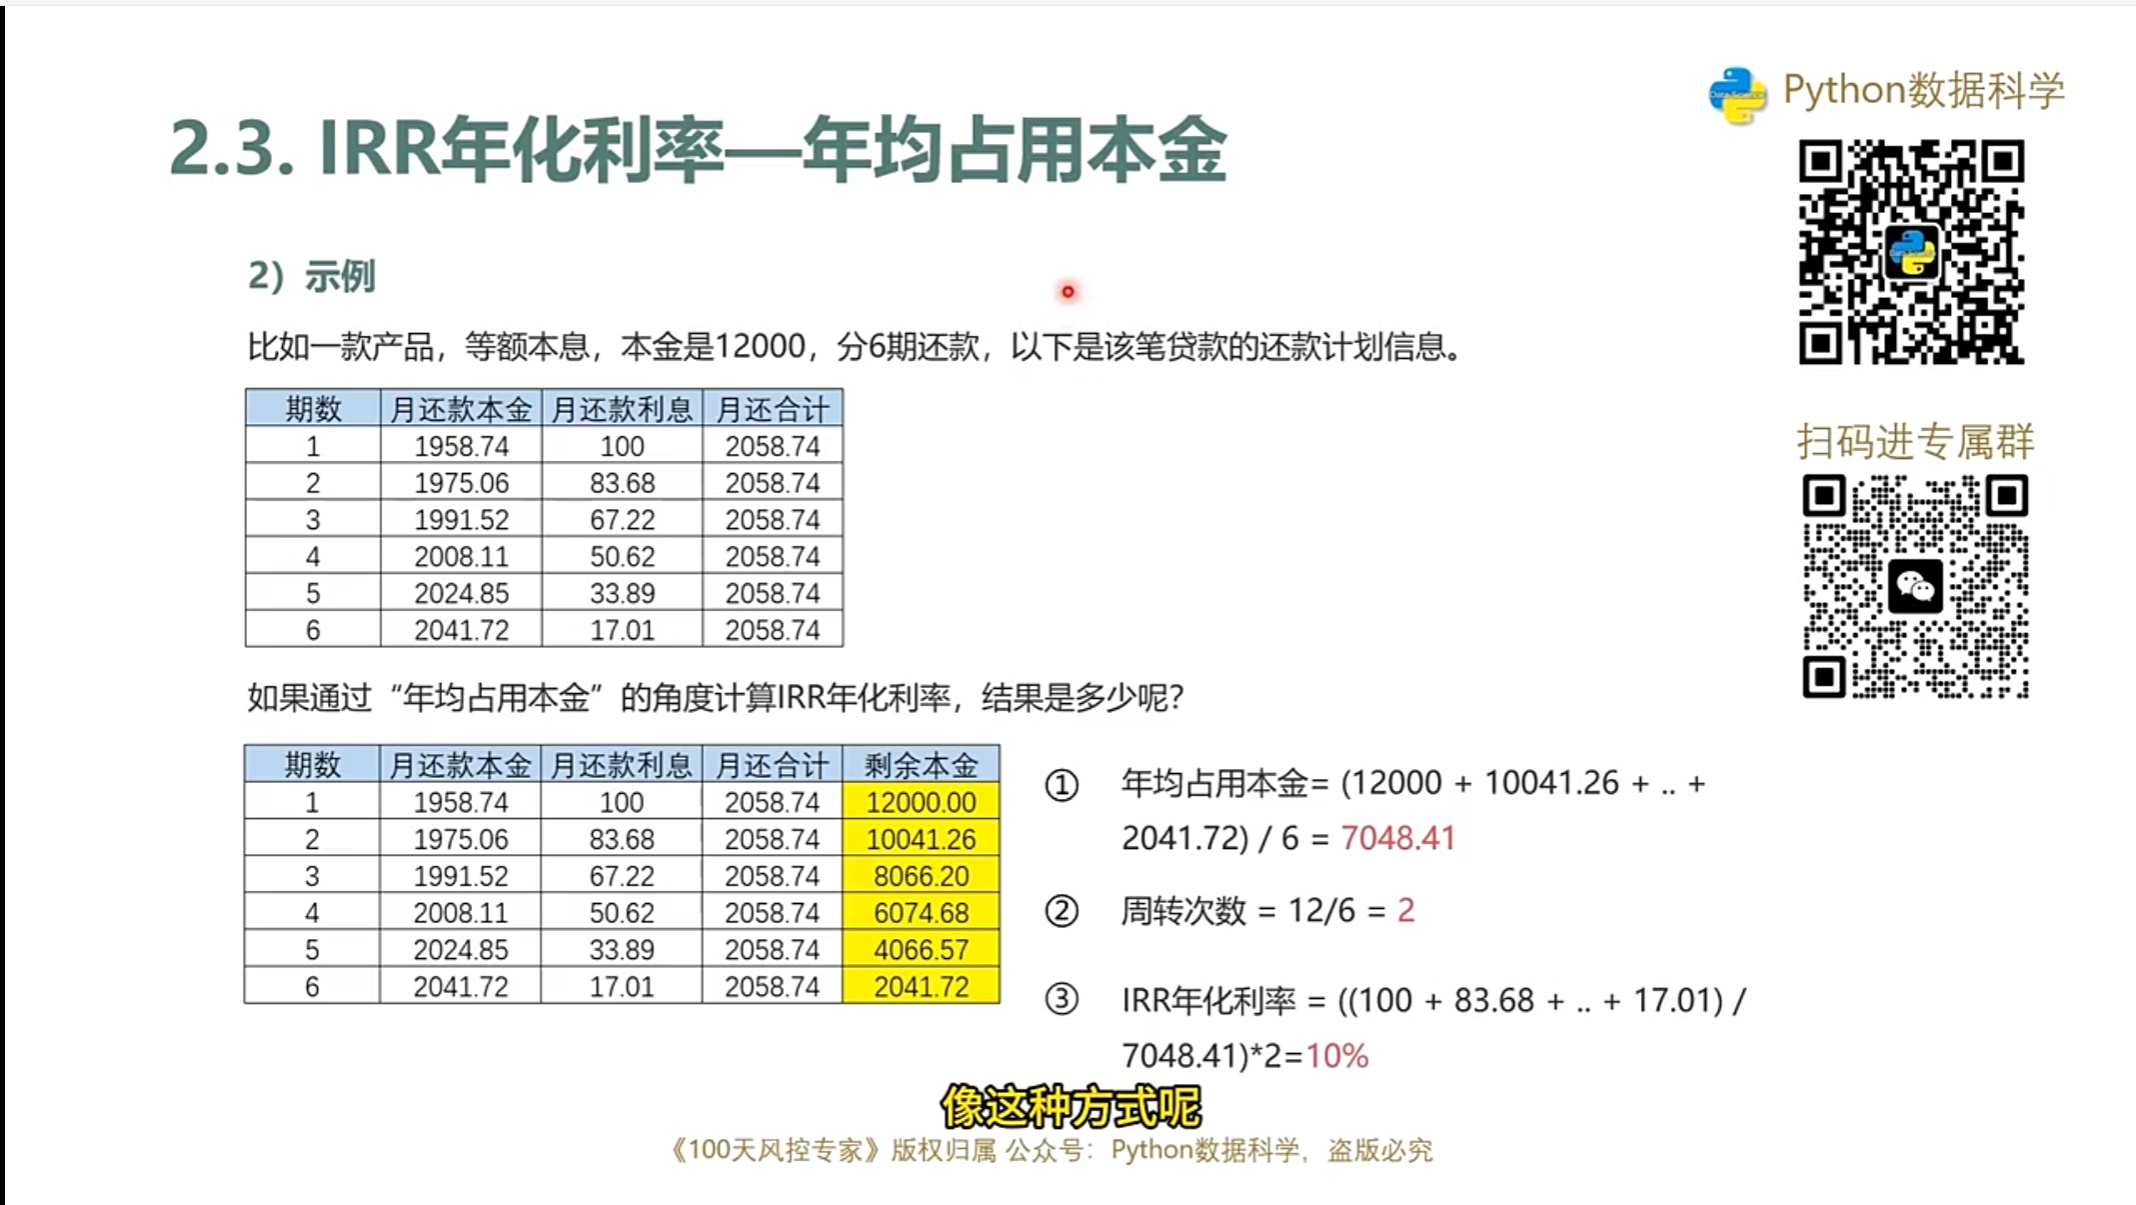 Python数据科学
2.3. IRR年化利率—年均占用本金
2）示例
比如一款产品，等额本息，本金是12000，分6期还款，以下是该笔贷款的还款计划信息。
扫码进专属群
期数 月还款本金 月还款利息 月还合计
1 1958.74 100 2058.74
2 1975.06 83.68 2058.74
3 1991.52 67.22 2058.74
4 2008.11 50.62 2058.74
5 2024.85 33.89 2058.74
6 2041.72 17.01 2058.74
如果通过“年均占用本金”的角度计算IRR年化利率，结果是多少呢？
期数 月还款本金 月还款利息 月还合计 剩余本金
1 1958.74 100 2058.74 12000.00
2 1975.06 83.68 2058.74 10041.26
3 1991.52 67.22 2058.74 8066.20
4 2008.11 50.62 2058.74 6074.68
5 2024.85 33.89 2058.74 4066.57
6 2041.72 17.01 2058.74 2041.72
① 年均占用本金= (12000 + 10041.26 + .. +
2041.72) / 6 = 7048.41
② 周转次数 = 12/6 = 2
③ IRR年化利率 = ((100 + 83.68 + .. + 17.01) /
7048.41)*2=10%
像这种方式呢
《100天风控专家》版权归属 公众号：Python数据科学，盗版必究